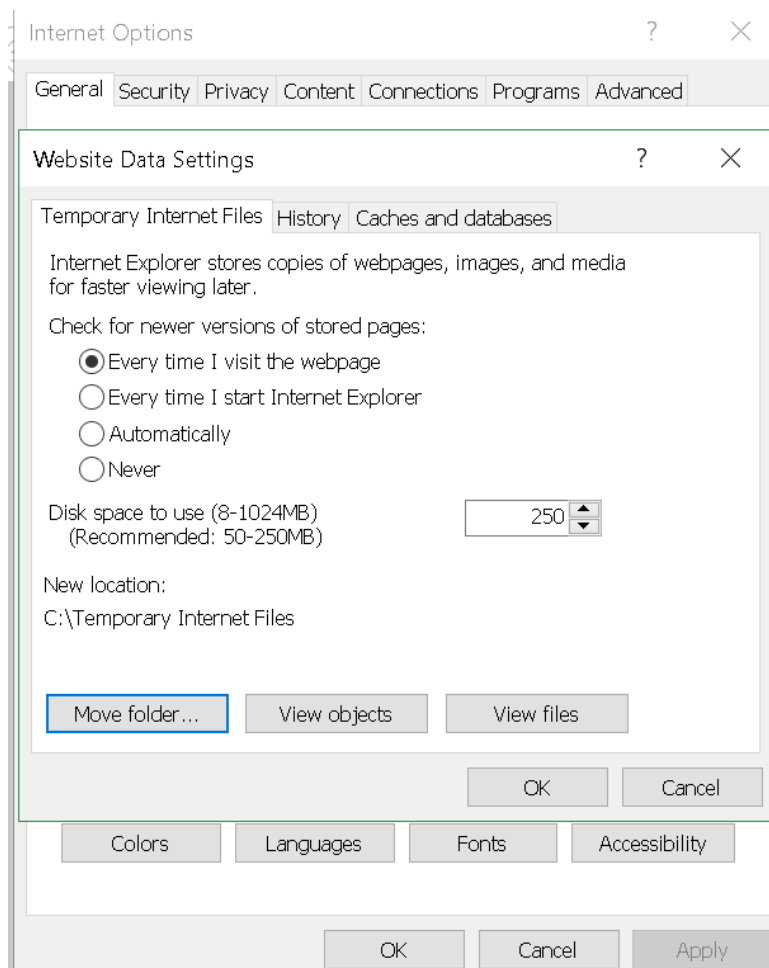 Internet Options
General Security Privacy Content Connections Programs Advanced
Website Data Settings
Temporary Internet Files History Caches and databases
Internet Explorer stores copies of webpages, images, and media
for faster viewing later.
Check for newer versions of stored pages:
Every time I visit the webpage
Every time I start Internet Explorer
Automatically
Never
Disk space to use (8-1024MB) 250
(Recommended: 50-250MB)
New location:
C:\Temporary Internet Files
Move folder... View objects View files
OK Cancel
Colors Languages Fonts Accessibility
OK Cancel Apply